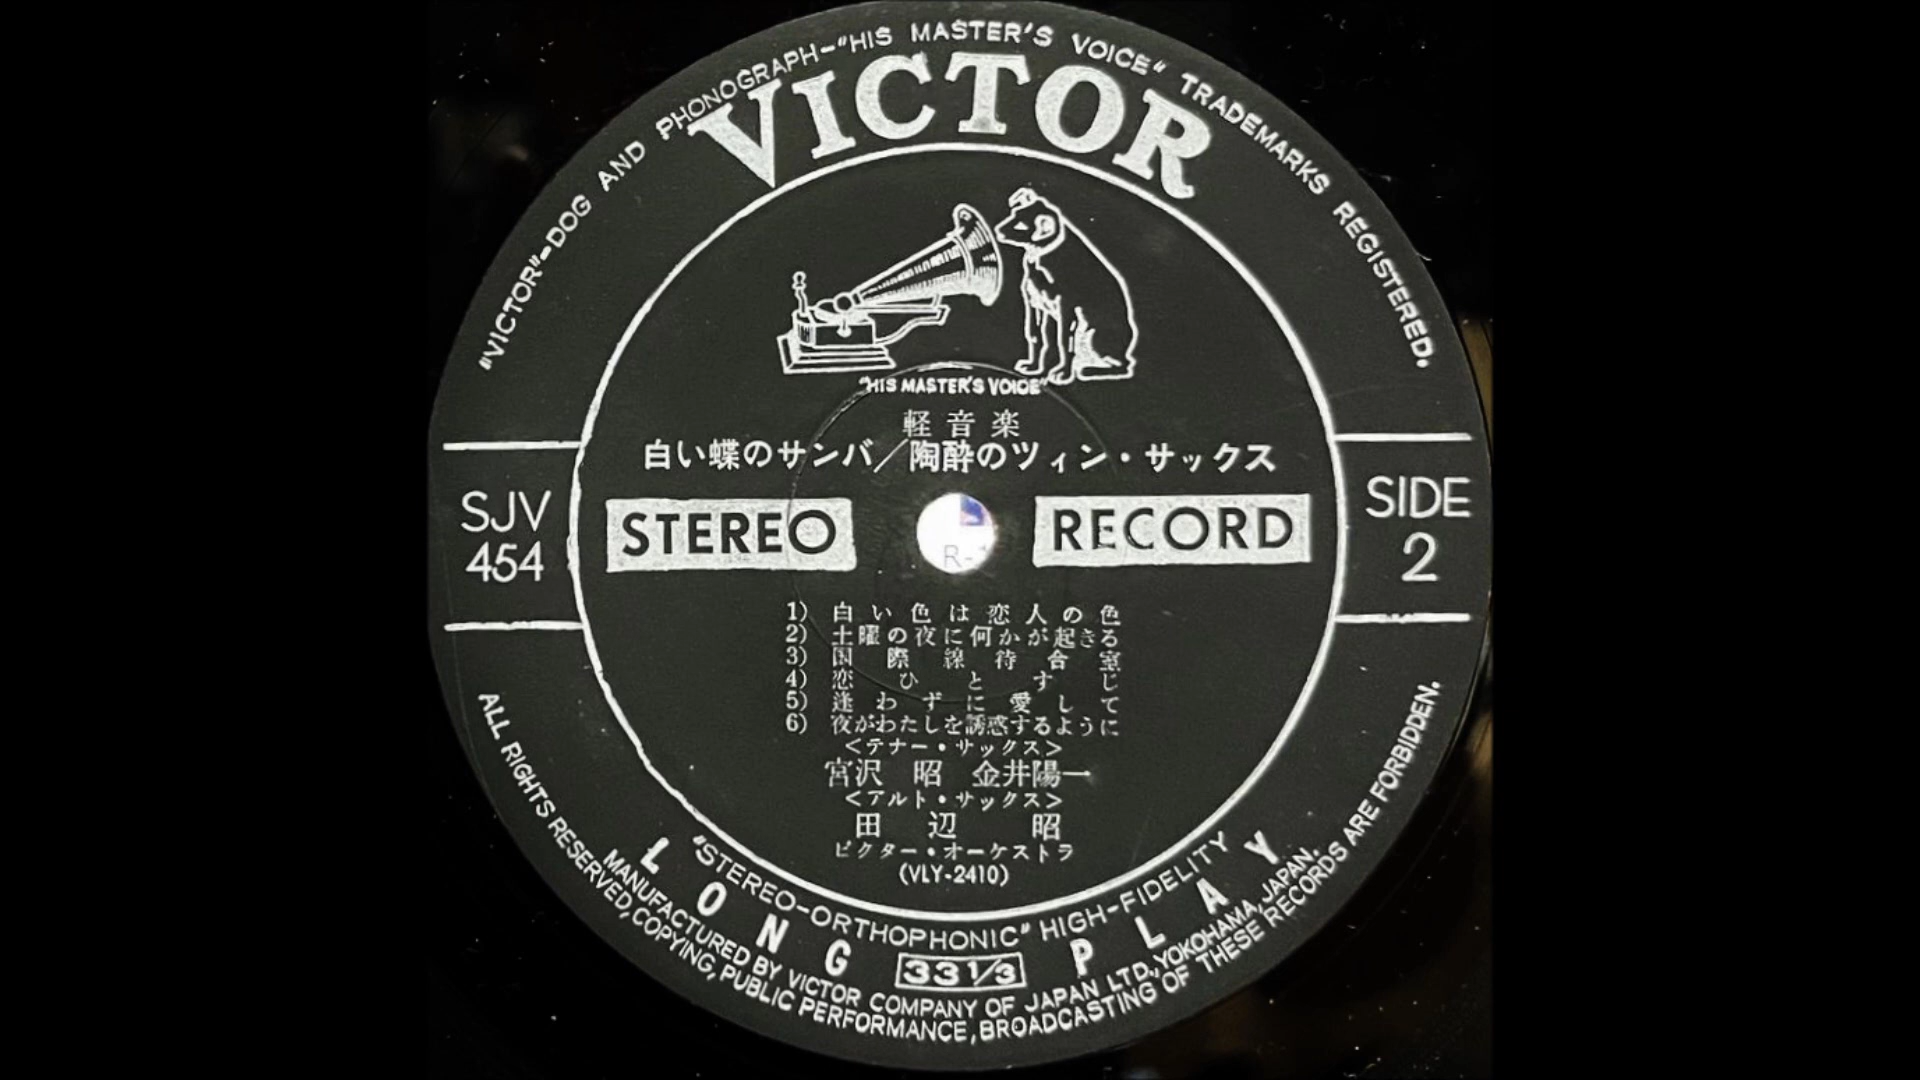 "VICTOR"-DOG AND PHONOGRAPH-"HIS MASTER'S VOICE" TRADEMARKS REGISTERED.
VICTOR
"HIS MASTER'S VOICE"
軽音楽
白い蝶のサンバ/陶酔のツィン・サックス
SJV
454
STEREO
RECORD
SIDE
2
R-
1) 白い色は恋人の色
2) 土曜の夜に何かが起きる
3) 国際線待合室
4) 恋ひとすじ
5) 逢わずに愛して
6) 夜がわたしを誘惑するように
<テナー・サックス>
宮沢 昭 金井陽一
<アルト・サックス>
田辺 昭
ビクター・オーケストラ
(VLY-2410)
"STEREO-ORTHOPHONIC" HIGH-FIDELITY
LONG PLAY
33 1/3
MANUFACTURED BY VICTOR COMPANY OF JAPAN LTD., YOKOHAMA, JAPAN.
ALL RIGHTS RESERVED, COPYING, PUBLIC PERFORMANCE, BROADCASTING OF THESE RECORDS ARE FORBIDDEN.